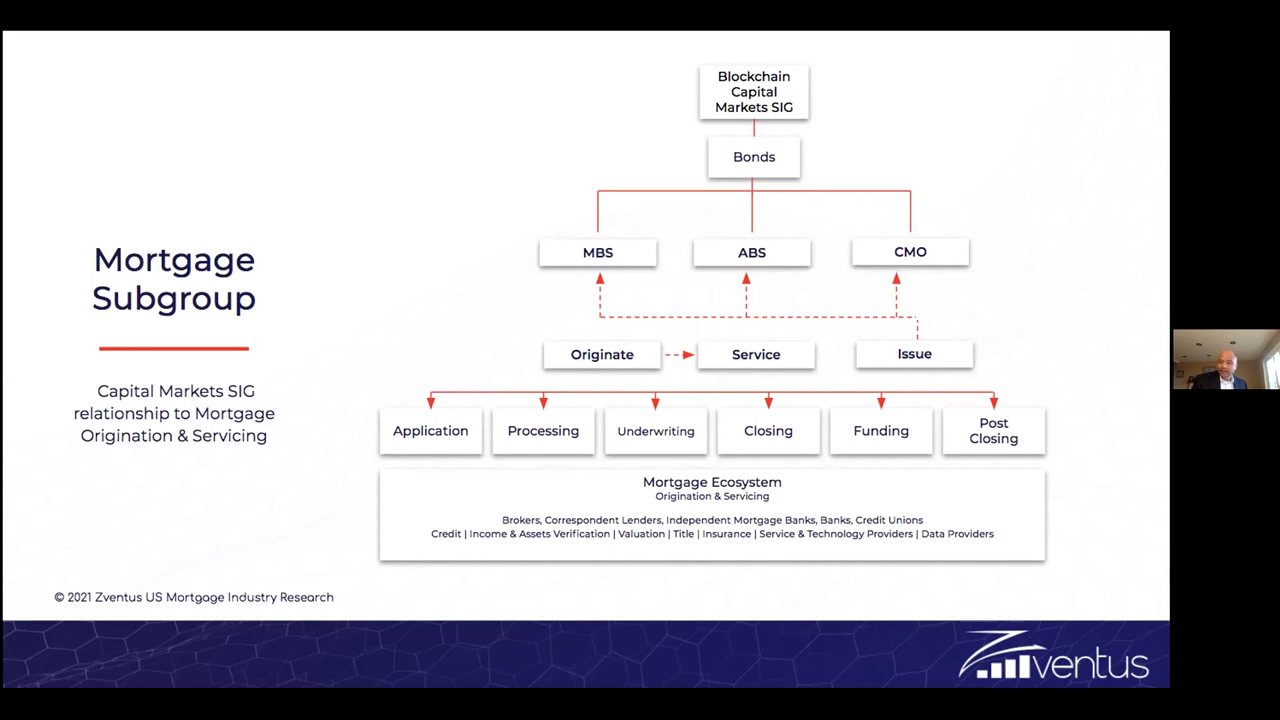 Blockchain
Capital
Markets SIG
Bonds
MBS
ABS
CMO
Mortgage
Subgroup
Capital Markets SIG
relationship to Mortgage
Origination & Servicing
Originate
Service
Issue
Application
Processing
Underwriting
Closing
Funding
Post
Closing
Mortgage Ecosystem
Origination & Servicing
Brokers, Correspondent Lenders, Independent Mortgage Banks, Banks, Credit Unions
Credit | Income & Assets Verification | Valuation | Title | Insurance | Service & Technology Providers | Data Providers
© 2021 Zventus US Mortgage Industry Research
Zventus